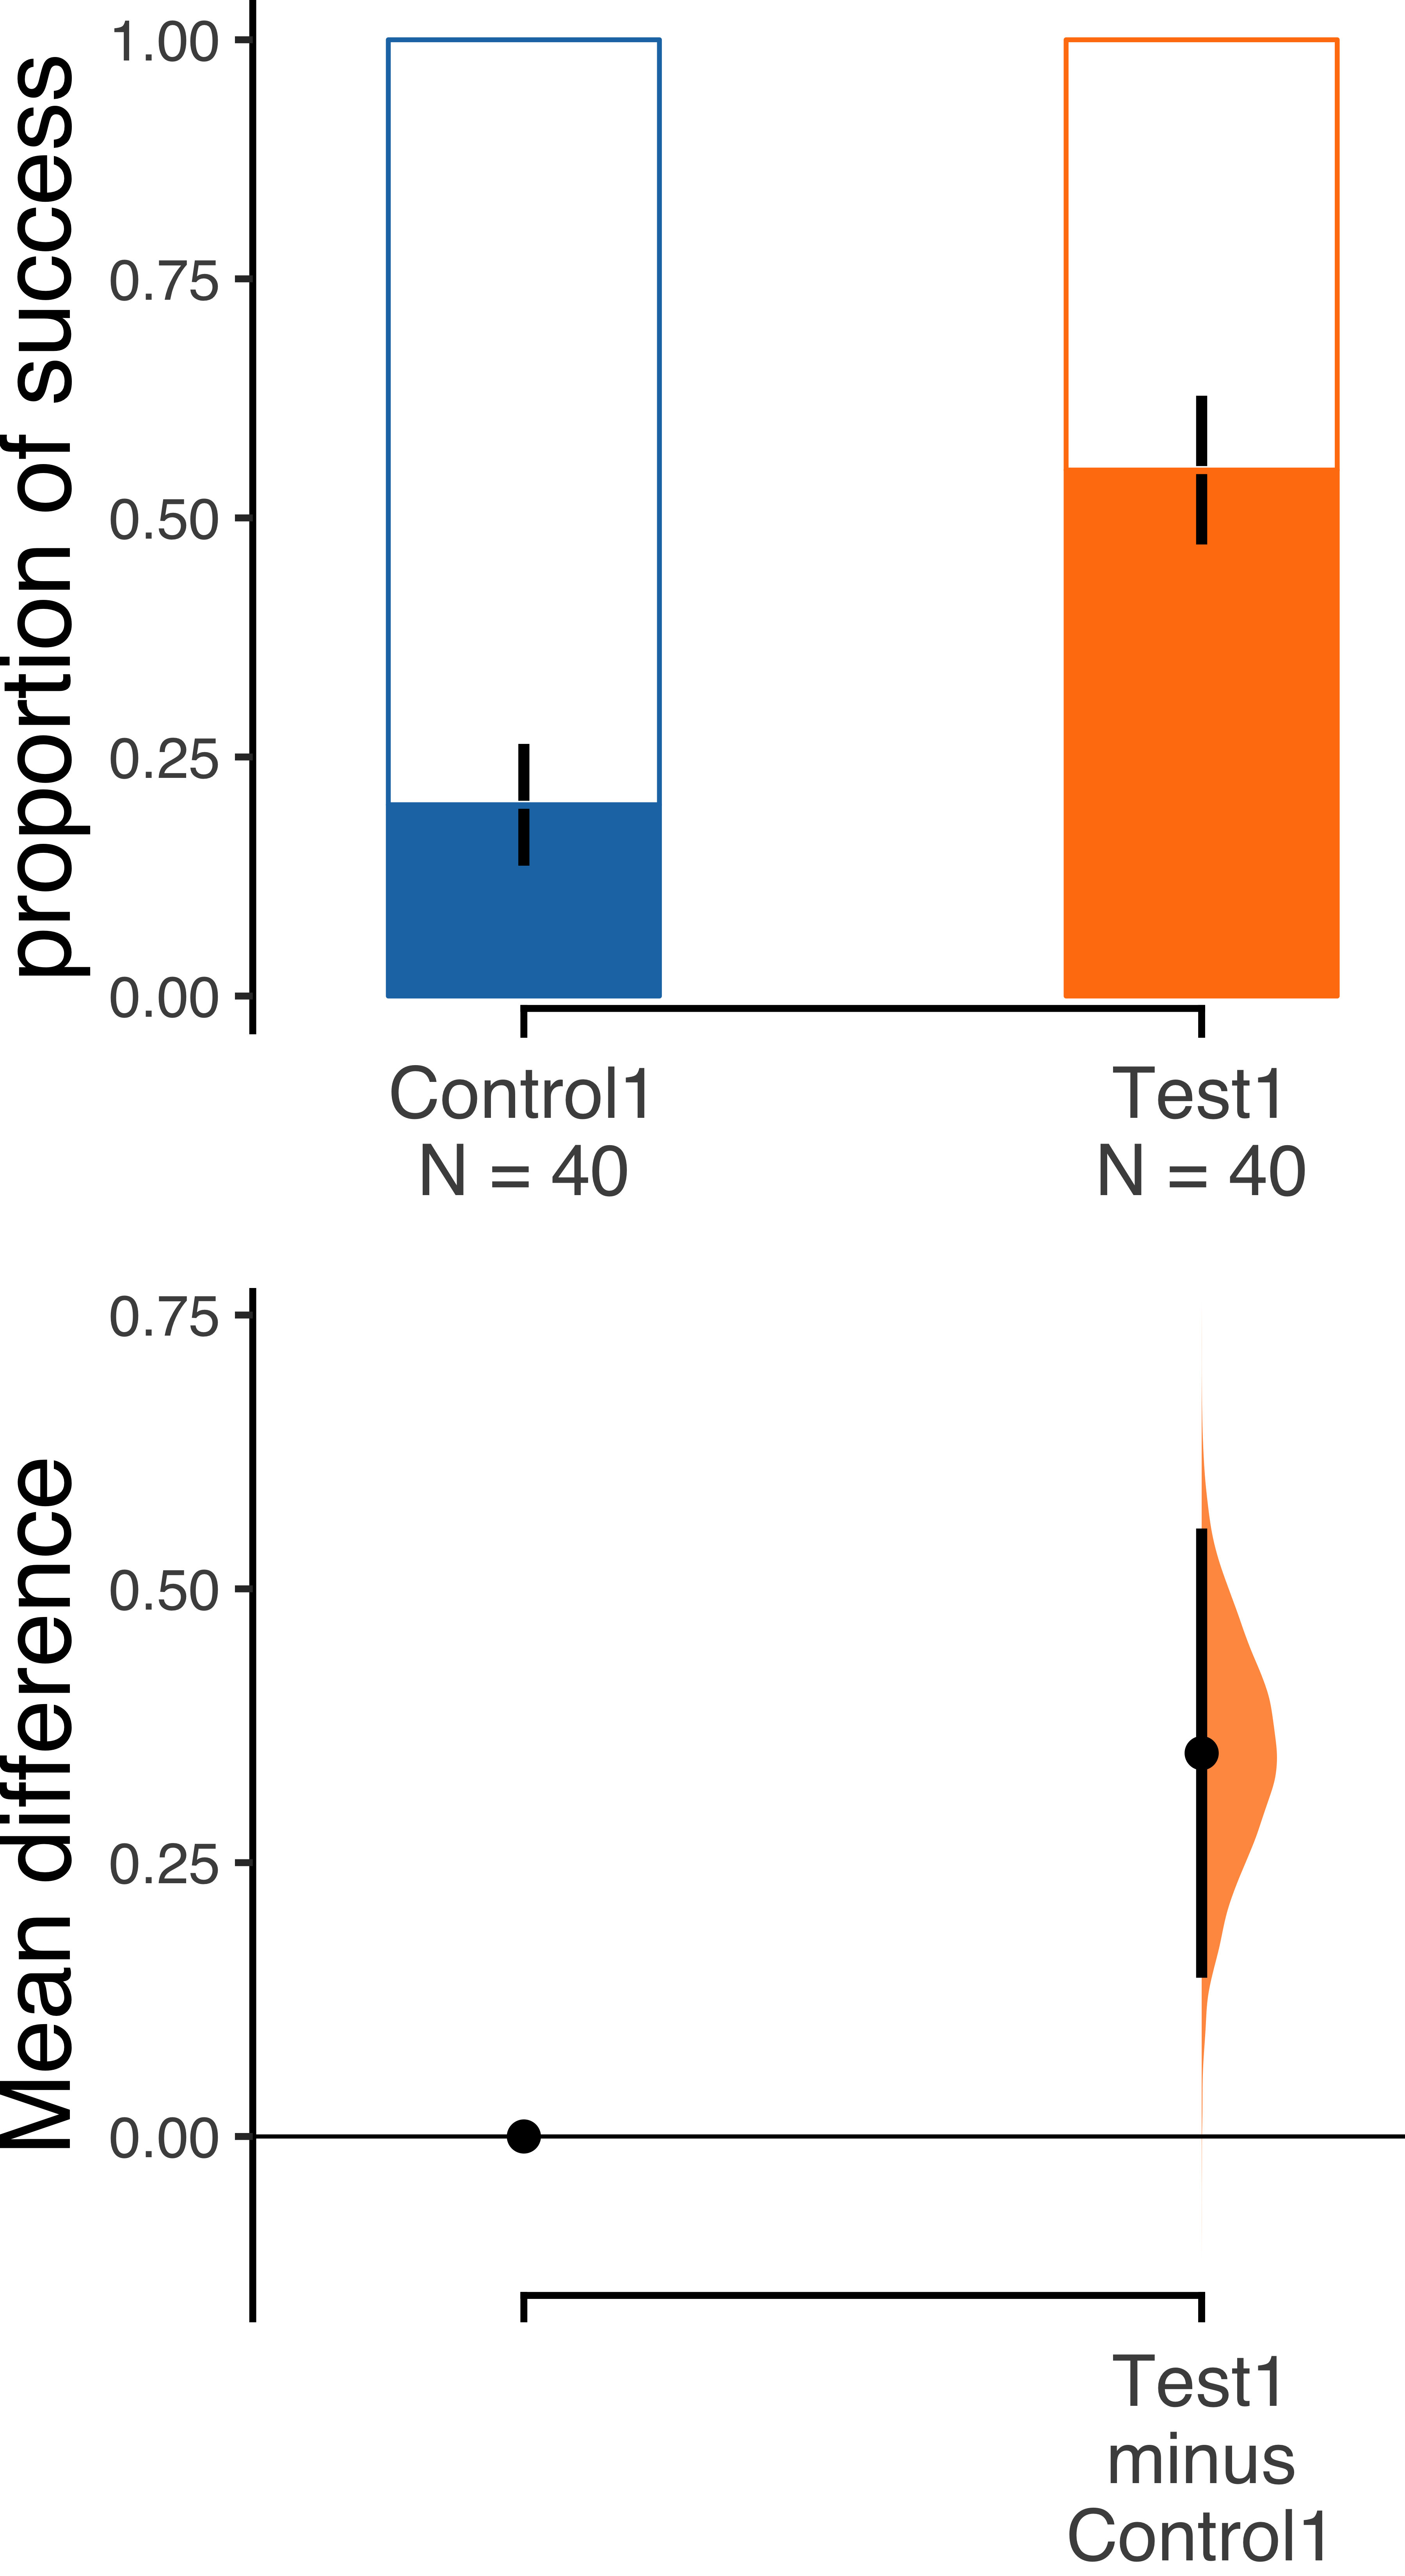 proportion of success
1.00
0.75
0.50
0.25
0.00
Control1
N = 40
Test1
N = 40
Mean difference
0.75
0.50
0.25
0.00
Test1
minus
Control1